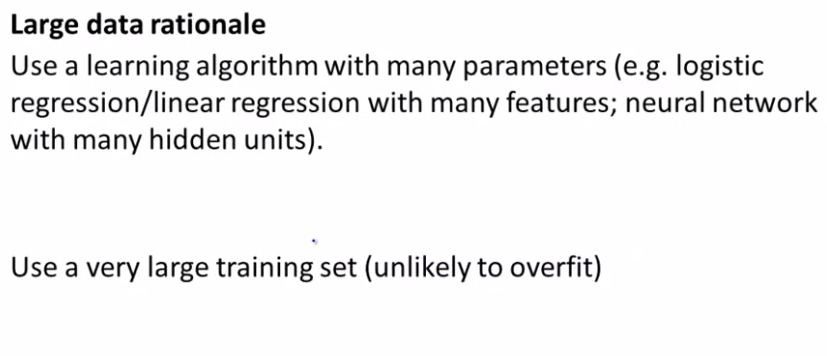 Large data rationale
Use a learning algorithm with many parameters (e.g. logistic
regression/linear regression with many features; neural network
with many hidden units).
Use a very large training set (unlikely to overfit)